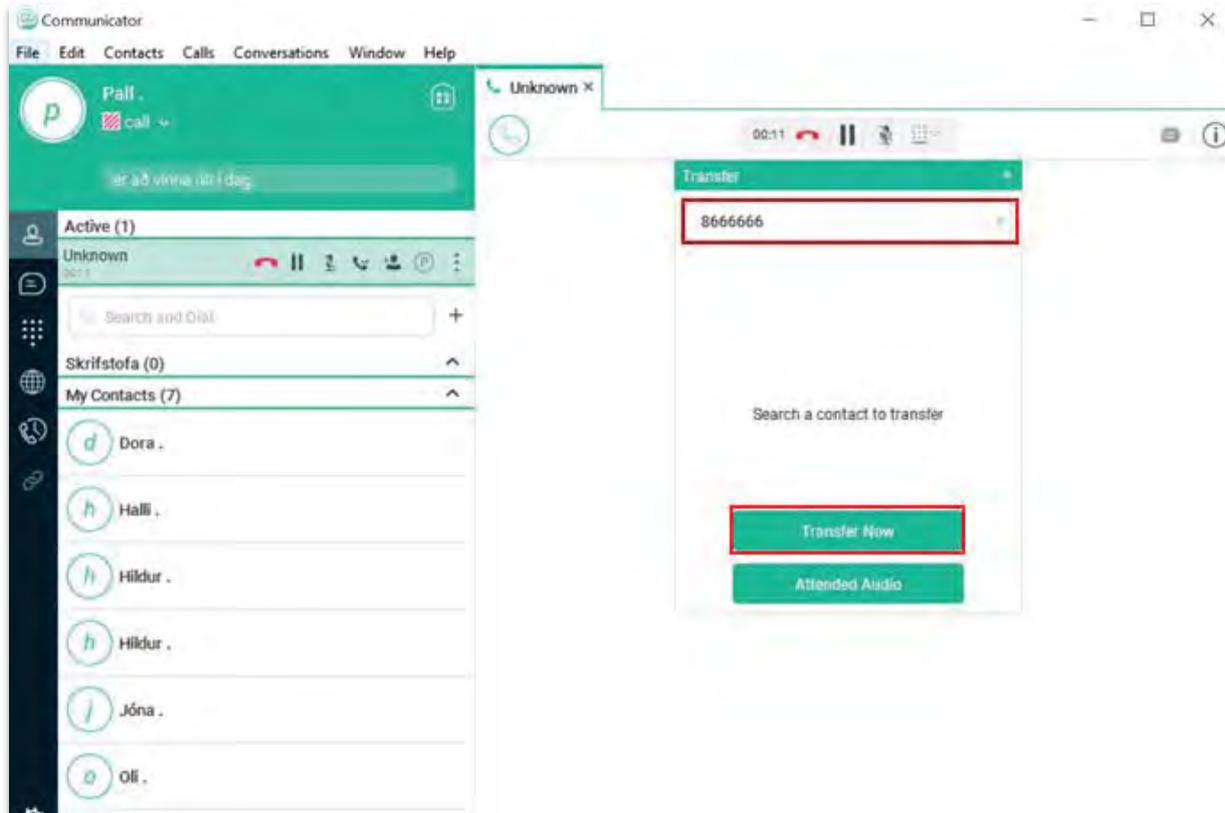 Communicator
File Edit Contacts Calls Conversations Window Help
p
Pall .
call
er að vinna
í dag
Unknown ×
00:11
Transfer
8666666
Active (1)
Unknown
00:11
P
Search and Dial
+
Skrifstofa (0)
My Contacts (7)
d Dora .
h Halli .
h Hildur .
h Hildur .
j Jóna .
o Oli .
Search a contact to transfer
Transfer Now
Attended Audio